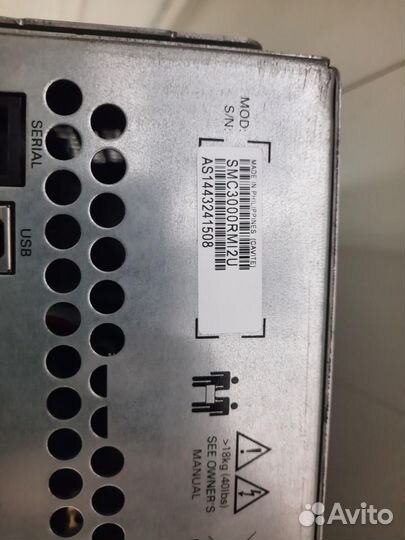 MOD:
S/N:
MADE IN PHILIPPINES (CAVITE)
SMC3000RMI2U
AS1443241508
SERIAL
USB
>18kg (40lbs)
SEE OWNER'S
MANUAL
Avito